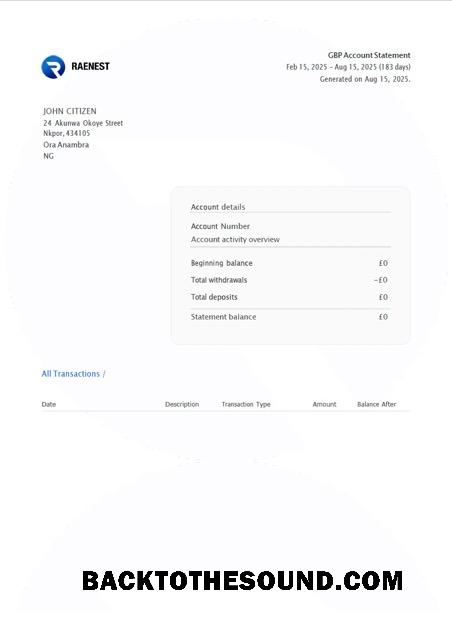 RAENEST
GBP Account Statement
Feb 15, 2025 – Aug 15, 2025 (183 days)
Generated on Aug 15, 2025.
JOHN CITIZEN
24 Akunwa Okoye Street
Nkpor, 434105
Ora Anambra
NG
Account details
Account Number
Account activity overview
Beginning balance £0
Total withdrawals –£0
Total deposits £0
Statement balance £0
All Transactions /
Date Description Transaction Type Amount Balance After
BACKTOTHESOUND.COM